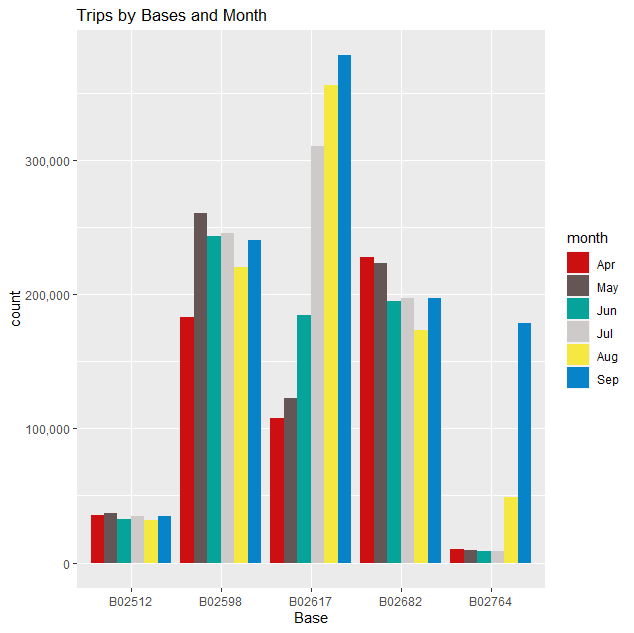 Trips by Bases and Month
300,000
200,000
100,000
0
count
B02512 B02598 B02617 B02682 B02764
Base
month
Apr
May
Jun
Jul
Aug
Sep